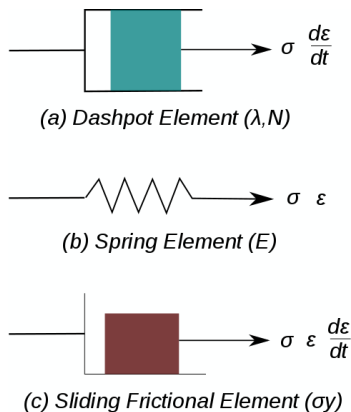 σ dε/dt
(a) Dashpot Element (λ,N)
σ ε
(b) Spring Element (E)
σ ε dε/dt
(c) Sliding Frictional Element (σy)